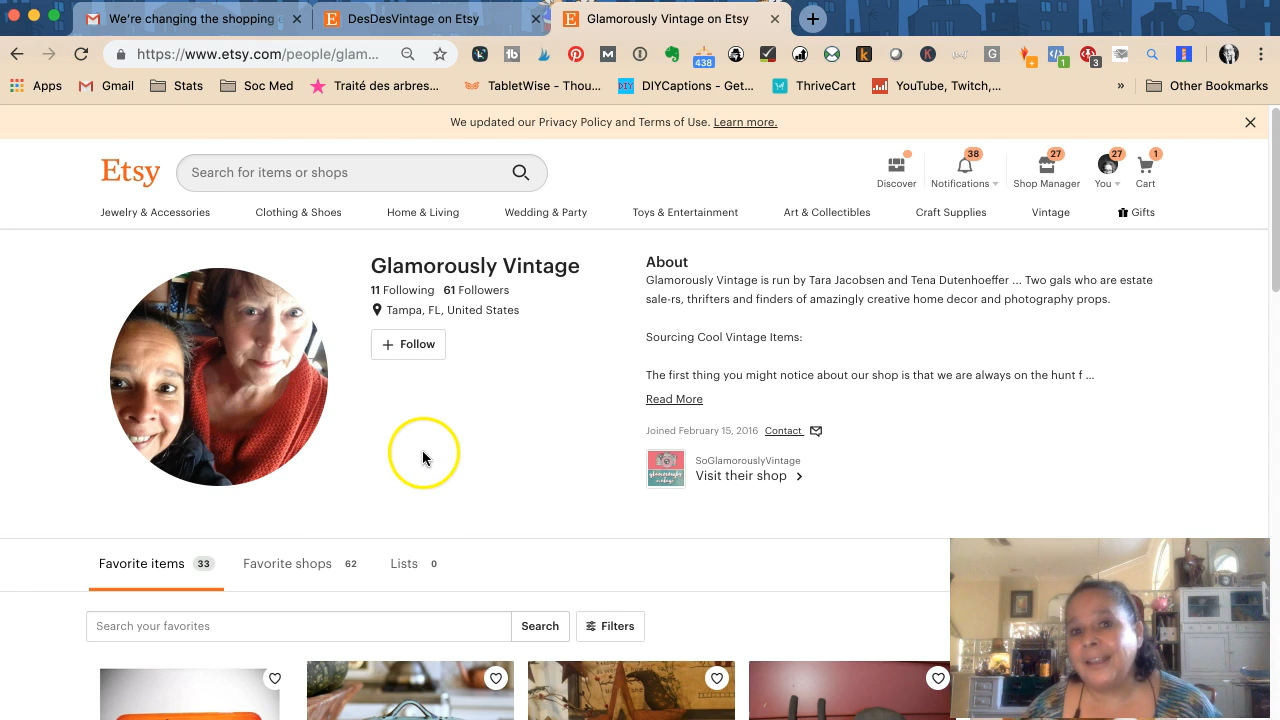 We're changing the shopping e
DesDesVintage on Etsy
Glamorously Vintage on Etsy
https://www.etsy.com/people/glam...
438
1
3
Apps
Gmail
Stats
Soc Med
Traité des arbres...
TabletWise - Thou...
DIYCaptions - Get...
ThriveCart
YouTube, Twitch,...
»
Other Bookmarks
We updated our Privacy Policy and Terms of Use. Learn more.
Etsy
Search for items or shops
38
27
27
1
Discover
Notifications
Shop Manager
You
Cart
Jewelry & Accessories
Clothing & Shoes
Home & Living
Wedding & Party
Toys & Entertainment
Art & Collectibles
Craft Supplies
Vintage
Gifts
Glamorously Vintage
11 Following 61 Followers
Tampa, FL, United States
+ Follow
About
Glamorously Vintage is run by Tara Jacobsen and Tena Dutenhoeffer ... Two gals who are estate
sale-rs, thrifters and finders of amazingly creative home decor and photography props.
Sourcing Cool Vintage Items:
The first thing you might notice about our shop is that we are always on the hunt f ...
Read More
Joined February 15, 2016 Contact
SoGlamorouslyVintage
Visit their shop
Favorite items 33
Favorite shops 62
Lists 0
Search your favorites
Search
Filters